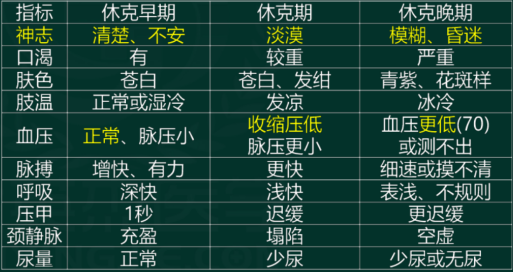 指标 休克早期 休克期 休克晚期
神志 清楚、不安 淡漠 模糊、昏迷
口渴 有 较重 严重
肤色 苍白 苍白、发绀 青紫、花斑样
肢温 正常或湿冷 发凉 冰冷
血压 正常、脉压小 收缩压低 脉压更小 血压更低(70) 或测不出
脉搏 增快、有力 更快 细速或摸不清
呼吸 深快 浅快 表浅、不规则
压甲 1秒 迟缓 更迟缓
颈静脉 充盈 塌陷 空虚
尿量 正常 少尿 少尿或无尿